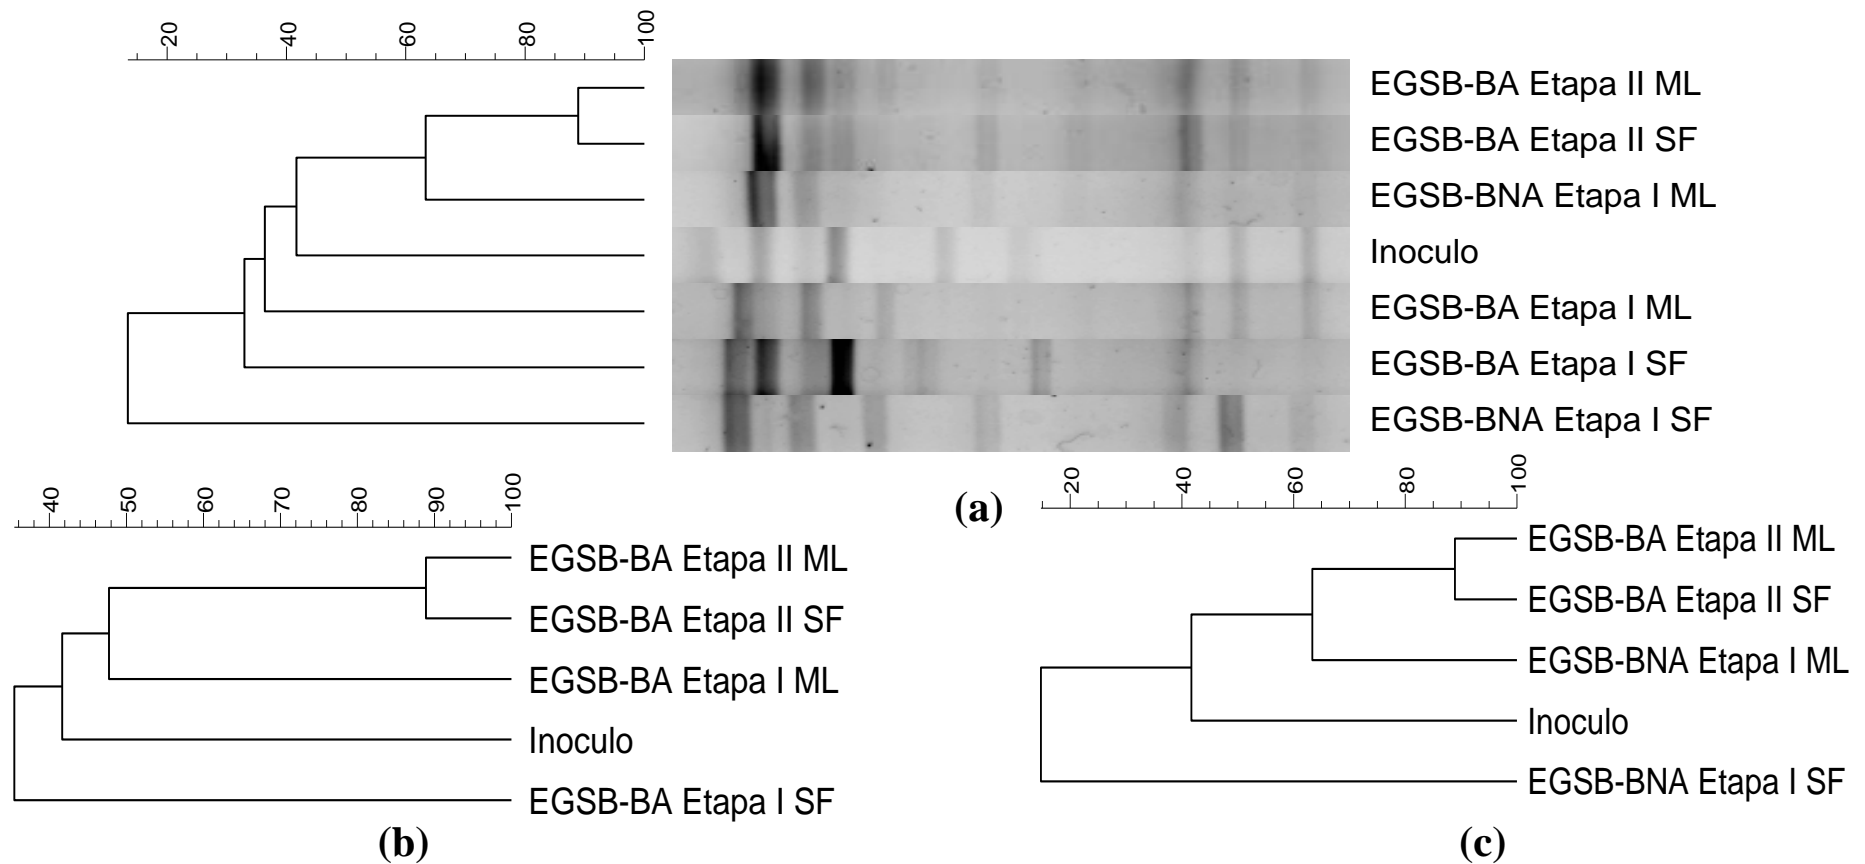 20 40 60 80 100
EGSB-BA Etapa II ML
EGSB-BA Etapa II SF
EGSB-BNA Etapa I ML
Inoculo
EGSB-BA Etapa I ML
EGSB-BA Etapa I SF
EGSB-BNA Etapa I SF
(a)
40 50 60 70 80 90 100
EGSB-BA Etapa II ML
EGSB-BA Etapa II SF
EGSB-BA Etapa I ML
Inoculo
EGSB-BA Etapa I SF
(b)
20 40 60 80 100
EGSB-BA Etapa II ML
EGSB-BA Etapa II SF
EGSB-BNA Etapa I ML
Inoculo
EGSB-BNA Etapa I SF
(c)